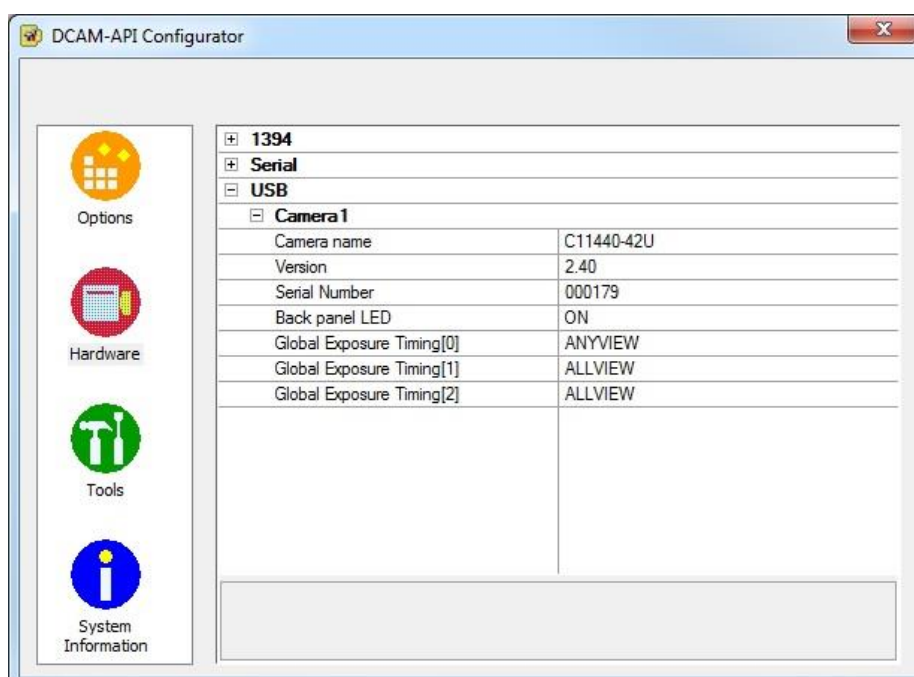 DCAM-API Configurator
Options
Hardware
Tools
System
Information
1394
Serial
USB
Camera1
Camera name C11440-42U
Version 2.40
Serial Number 000179
Back panel LED ON
Global Exposure Timing[0] ANYVIEW
Global Exposure Timing[1] ALLVIEW
Global Exposure Timing[2] ALLVIEW